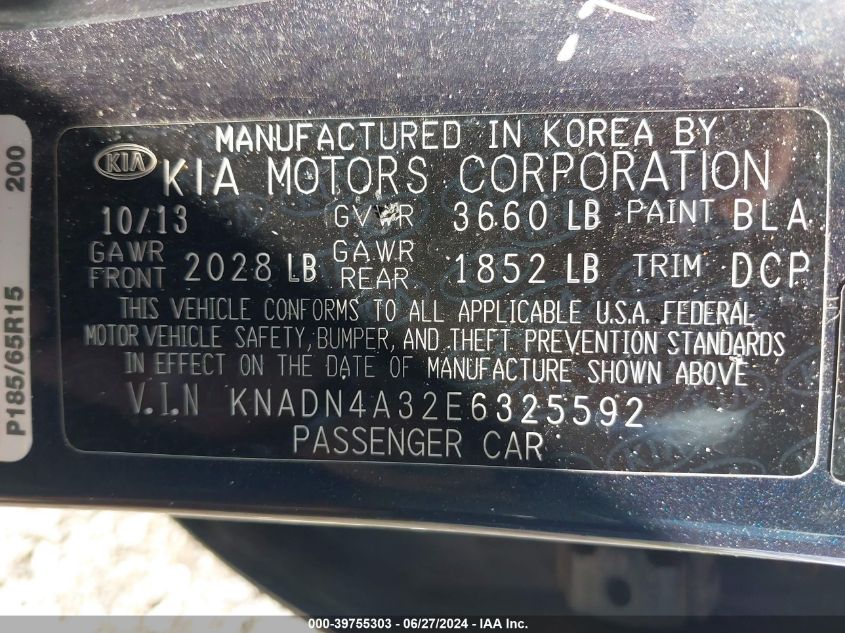 MANUFACTURED IN KOREA BY
KIA KIA MOTORS CORPORATION
10/13 GVWR 3660 LB PAINT BLA
GAWR FRONT 2028 LB G.A.W.R REAR 1852 LB TRIM DCP
THIS VEHICLE CONFORMS TO ALL APPLICABLE U.S.A. FEDERAL
MOTOR VEHICLE SAFETY, BUMPER, AND THEFT PREVENTION STANDARDS
IN EFFECT ON THE DATE OF MANUFACTURE SHOWN ABOVE
V.I.N KNADN4A32E6325592
PASSENGER CAR
P185/65R15 200
000-39755303 - 06/27/2024 - IAA Inc.